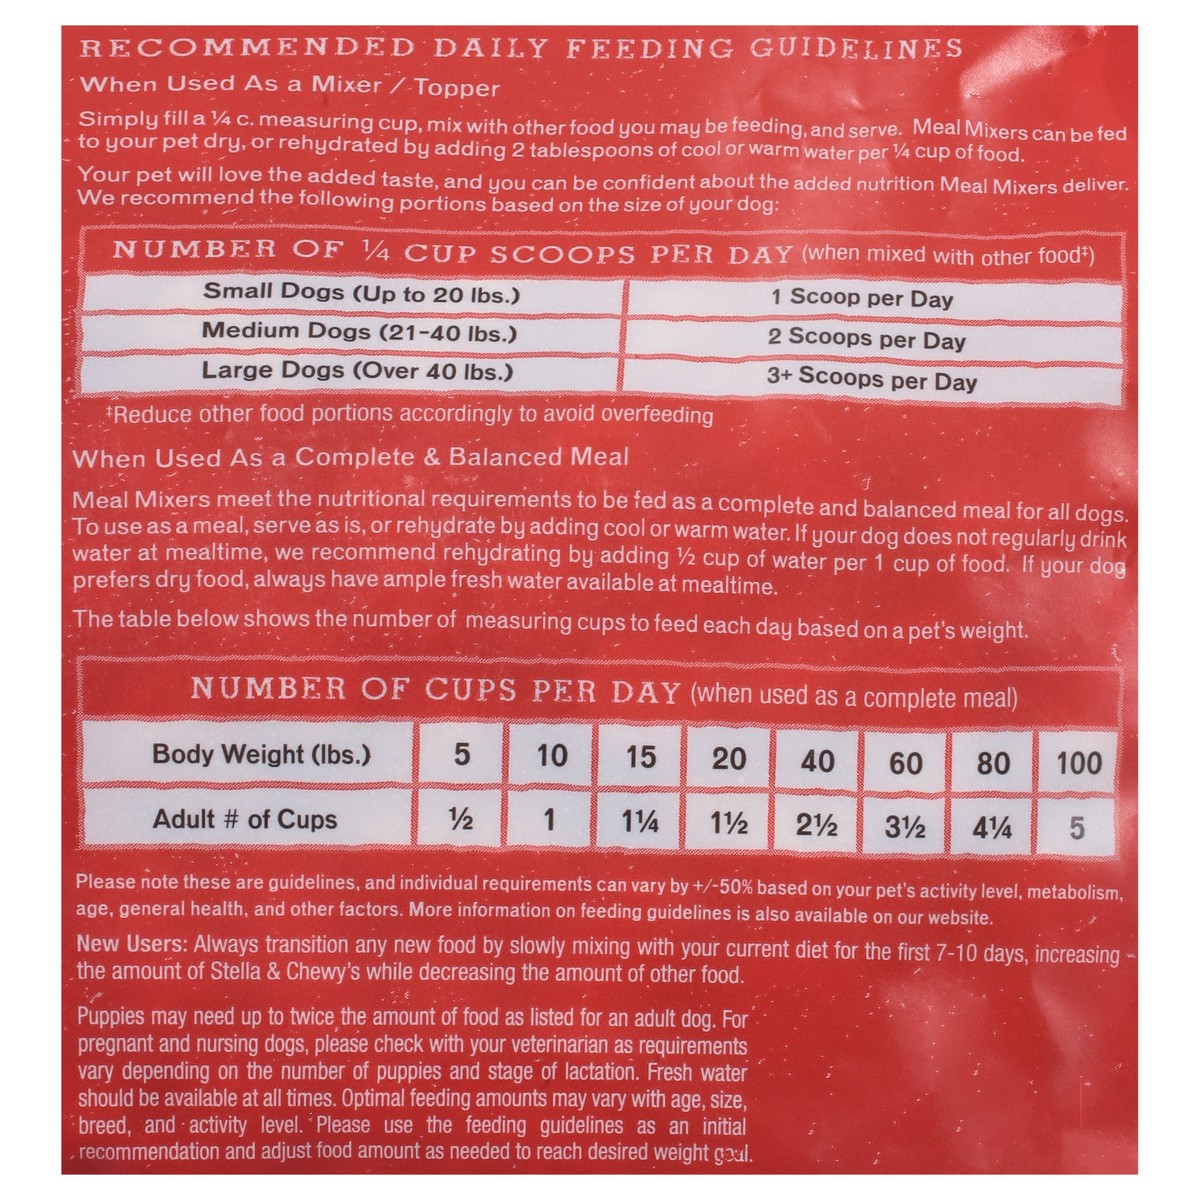 RECOMMENDED DAILY FEEDING GUIDELINES
When Used As a Mixer / Topper
Simply fill a ¼ c. measuring cup, mix with other food you may be feeding, and serve. Meal Mixers can be fed
to your pet dry, or rehydrated by adding 2 tablespoons of cool or warm water per ¼ cup of food.
Your pet will love the added taste, and you can be confident about the added nutrition Meal Mixers deliver.
We recommend the following portions based on the size of your dog:
NUMBER OF ¼ CUP SCOOPS PER DAY (when mixed with other food‡)
Small Dogs (Up to 20 lbs.) 1 Scoop per Day
Medium Dogs (21-40 lbs.) 2 Scoops per Day
Large Dogs (Over 40 lbs.) 3+ Scoops per Day
‡Reduce other food portions accordingly to avoid overfeeding
When Used As a Complete & Balanced Meal
Meal Mixers meet the nutritional requirements to be fed as a complete and balanced meal for all dogs.
To use as a meal, serve as is, or rehydrate by adding cool or warm water. If your dog does not regularly drink
water at mealtime, we recommend rehydrating by adding ½ cup of water per 1 cup of food. If your dog
prefers dry food, always have ample fresh water available at mealtime.
The table below shows the number of measuring cups to feed each day based on a pet's weight.
NUMBER OF CUPS PER DAY (when used as a complete meal)
Body Weight (lbs.) 5 10 15 20 40 60 80 100
Adult # of Cups ½ 1 1¼ 1½ 2½ 3½ 4¼ 5
Please note these are guidelines, and individual requirements can vary by +/-50% based on your pet's activity level, metabolism,
age, general health, and other factors. More information on feeding guidelines is also available on our website.
New Users: Always transition any new food by slowly mixing with your current diet for the first 7-10 days, increasing
the amount of Stella & Chewy's while decreasing the amount of other food.
Puppies may need up to twice the amount of food as listed for an adult dog. For
pregnant and nursing dogs, please check with your veterinarian as requirements
vary depending on the number of puppies and stage of lactation. Fresh water
should be available at all times. Optimal feeding amounts may vary with age, size,
breed, and activity level. Please use the feeding guidelines as an initial
recommendation and adjust food amount as needed to reach desired weight goal.